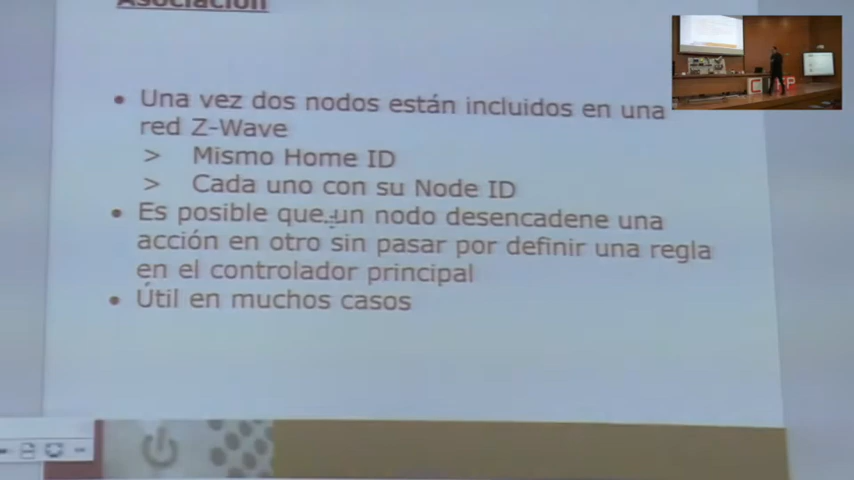 Asociación
• Una vez dos nodos están incluidos en una
red Z-Wave
> Mismo Home ID
> Cada uno con su Node ID
• Es posible que un nodo desencadene una
acción en otro sin pasar por definir una regla
en el controlador principal
• Útil en muchos casos